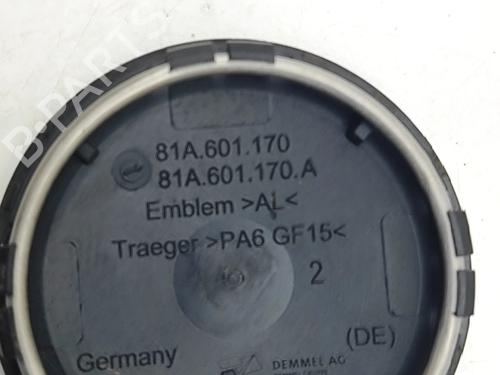 81A.601.170
81A.601.170.A
Emblem >AL<
Traeger >PA6 GF15<
2
(DE)
Germany
DEMMEL AG
B-PARTS